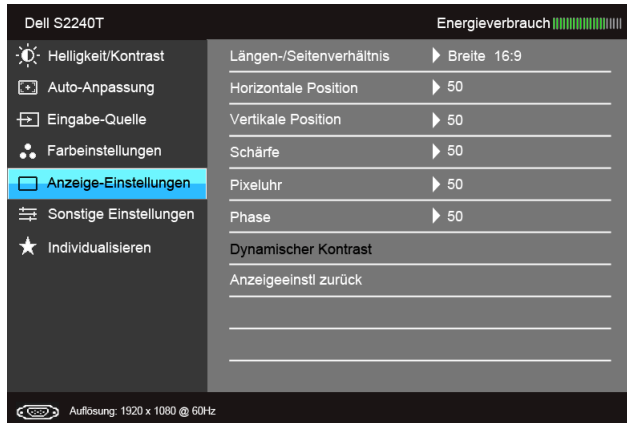 Dell S2240T
Energieverbrauch
Helligkeit/Kontrast
Auto-Anpassung
Eingabe-Quelle
Farbeinstellungen
Anzeige-Einstellungen
Sonstige Einstellungen
Individualisieren
Längen-/Seitenverhältnis Breite 16:9
Horizontale Position 50
Vertikale Position 50
Schärfe 50
Pixeluhr 50
Phase 50
Dynamischer Kontrast
Anzeigeeinstl zurück
Auflösung: 1920 x 1080 @ 60Hz